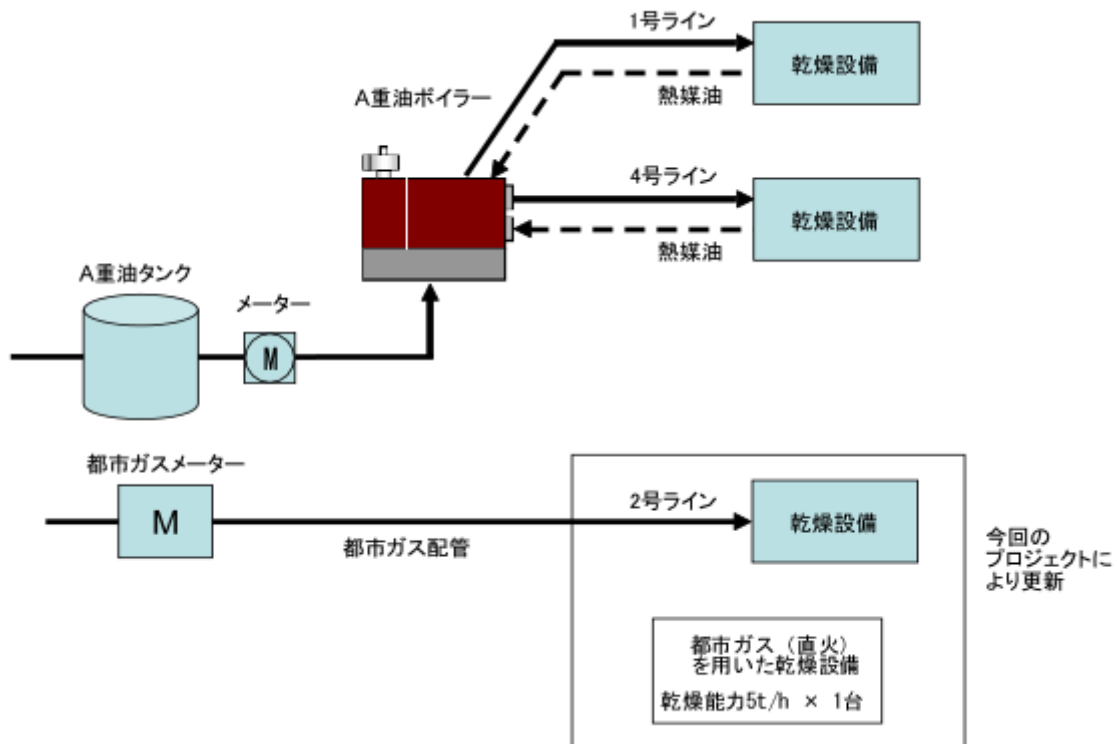 1号ライン
乾燥設備
熱媒油
A重油ボイラー
4号ライン
乾燥設備
熱媒油
A重油タンク
メーター
M
都市ガスメーター
M
都市ガス配管
2号ライン
乾燥設備
今回の
プロジェクトに
より更新
都市ガス（直火）
を用いた乾燥設備
乾燥能力5t/h × 1台